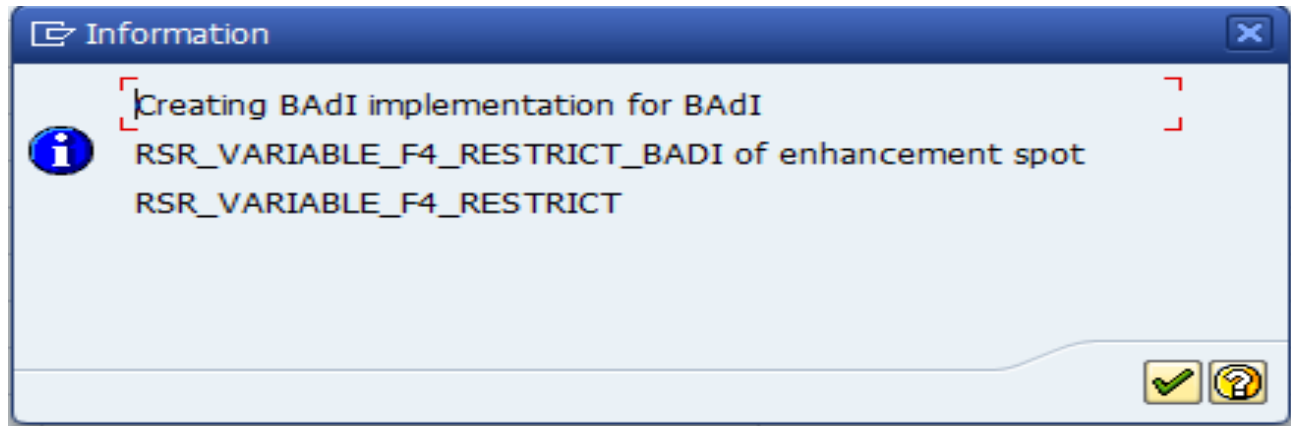 Information
Creating BAdI implementation for BAdI
RSR_VARIABLE_F4_RESTRICT_BADI of enhancement spot
RSR_VARIABLE_F4_RESTRICT